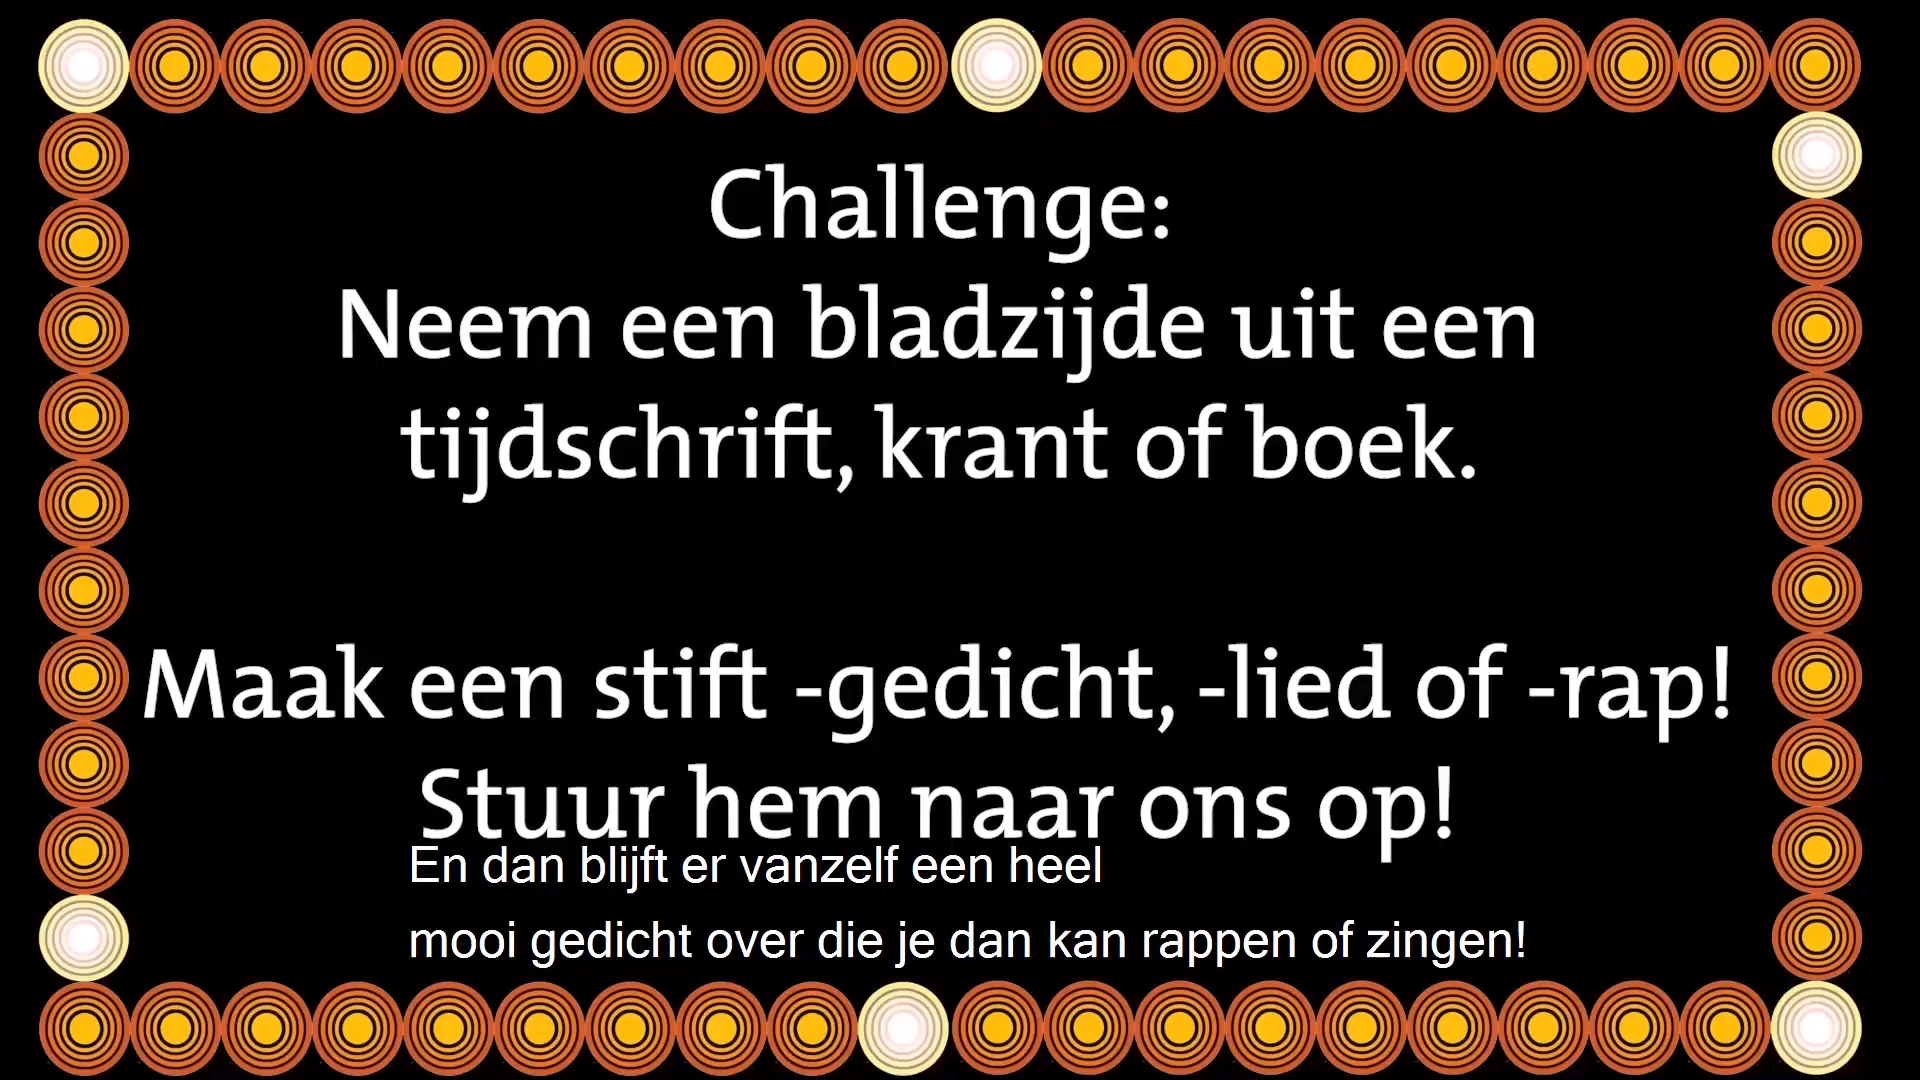 Challenge:
Neem een bladzijde uit een
tijdschrift, krant of boek.
Maak een stift -gedicht, -lied of -rap!
Stuur hem naar ons op!
En dan blijft er vanzelf een heel
mooi gedicht over die je dan kan rappen of zingen!